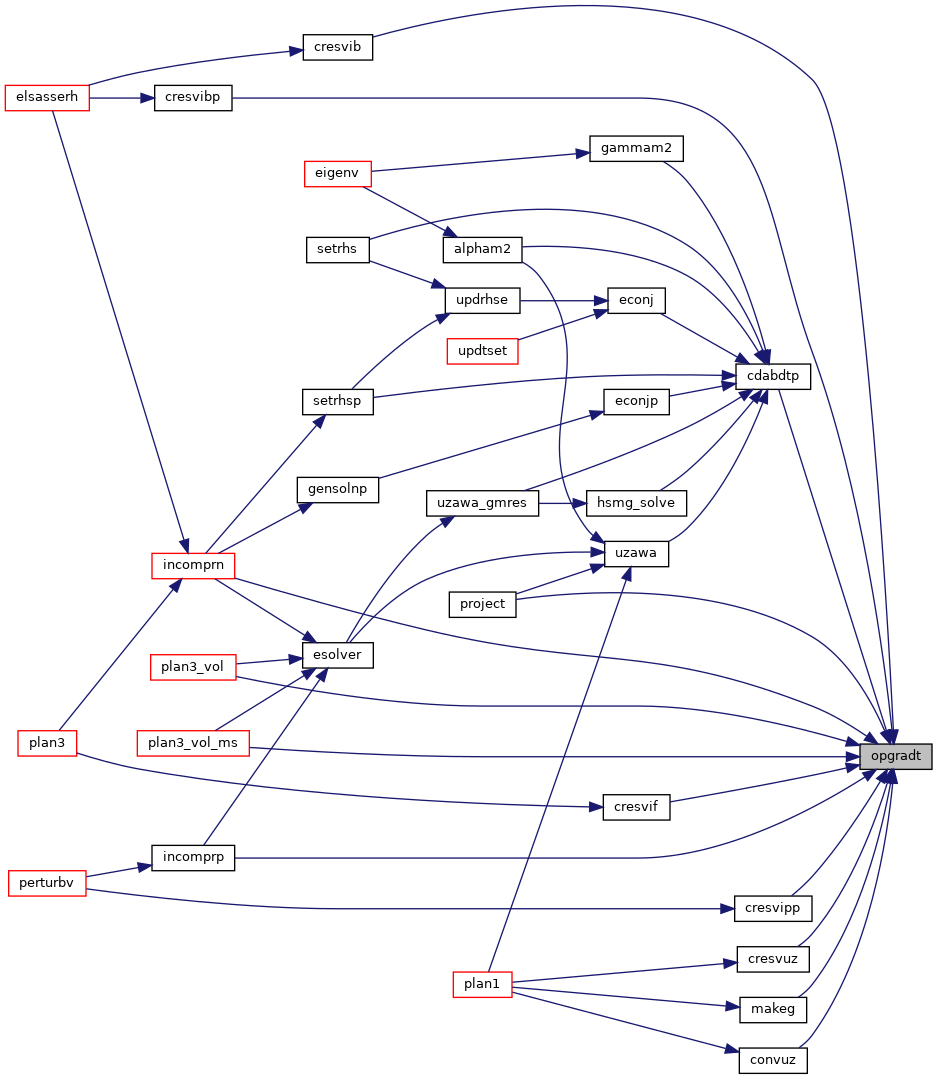 cresvib
elsasserh
cresvibp
gammam2
eigenv
setrhs
alpham2
updrhse
econj
updtset
cdabdtp
setrhsp
econjp
gensolnp
uzawa_gmres
hsmg_solve
uzawa
incomprn
project
esolver
plan3_vol
plan3
plan3_vol_ms
opgradt
cresvif
incomprp
perturbv
cresvipp
cresvuz
plan1
makeg
convuz